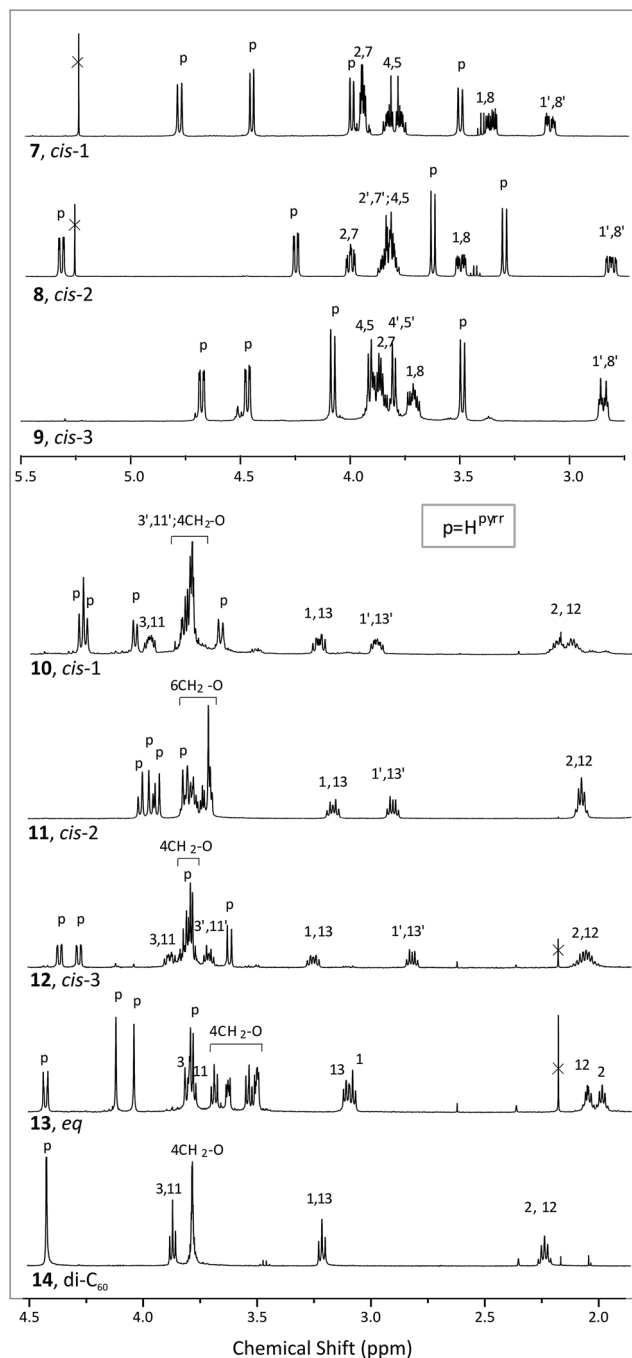 2,7
p p p 4,5 p
1,8 1',8'
7, cis-1
p p 2',7';4,5 p p
2,7 1,8 1',8'
8, cis-2
p p p 4',5' p
4,5 2,7 1,8 1',8'
9, cis-3
5.5 5.0 4.5 4.0 3.5 3.0
p=H^pyrr
3',11';4CH2-O
p p p p p
3,11 1,13 1',13' 2, 12
10, cis-1
6CH2 -O
p p p p
1,13 1',13' 2,12
11, cis-2
4CH 2-O
p p p p
3,11 3',11' 1,13 1',13' 2,12
12, cis-3
p p p p 4CH 2-O
3 11 13 1 12 2
13, eq
p 4CH 2-O
3,11 1,13 2, 12
14, di-C60
4.5 4.0 3.5 3.0 2.5 2.0
Chemical Shift (ppm)